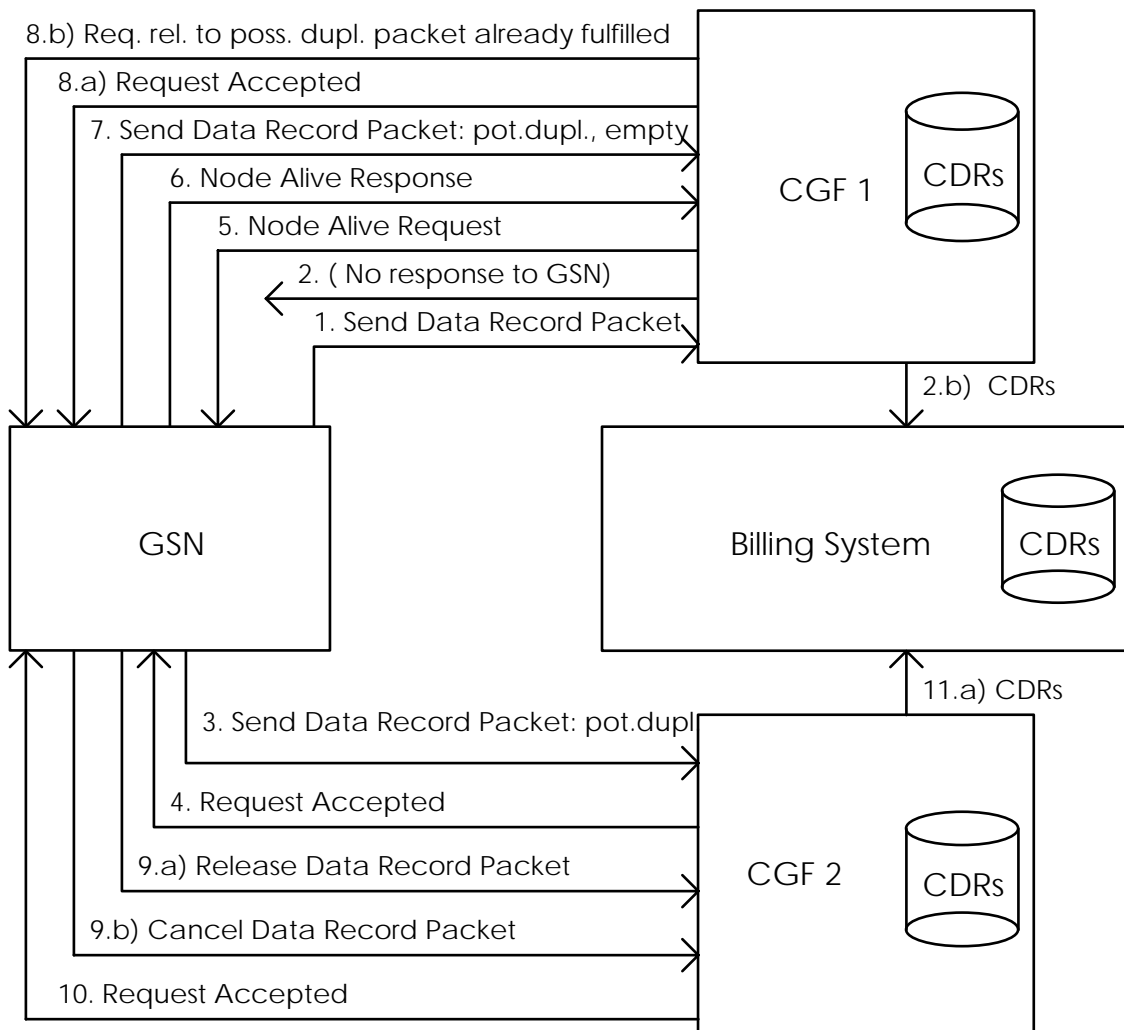 8.b) Req. rel. to poss. dupl. packet already fulfilled
8.a) Request Accepted
7. Send Data Record Packet: pot.dupl., empty
6. Node Alive Response
5. Node Alive Request
2. ( No response to GSN)
1. Send Data Record Packet
CGF 1
CDRs
2.b) CDRs
GSN
Billing System
CDRs
11.a) CDRs
3. Send Data Record Packet: pot.dupl
4. Request Accepted
9.a) Release Data Record Packet
9.b) Cancel Data Record Packet
10. Request Accepted
CGF 2
CDRs